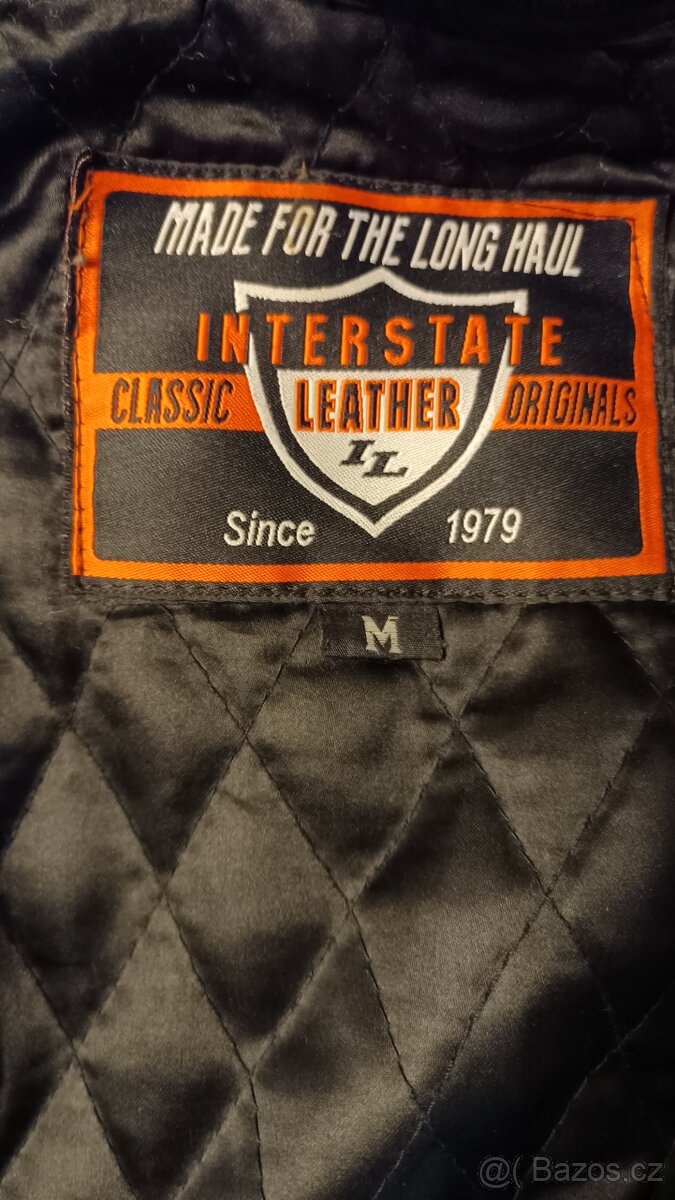 MADE FOR THE LONG HAUL
INTERSTATE
CLASSIC LEATHER ORIGINALS
IL
Since 1979
M
@( Bazos.cz